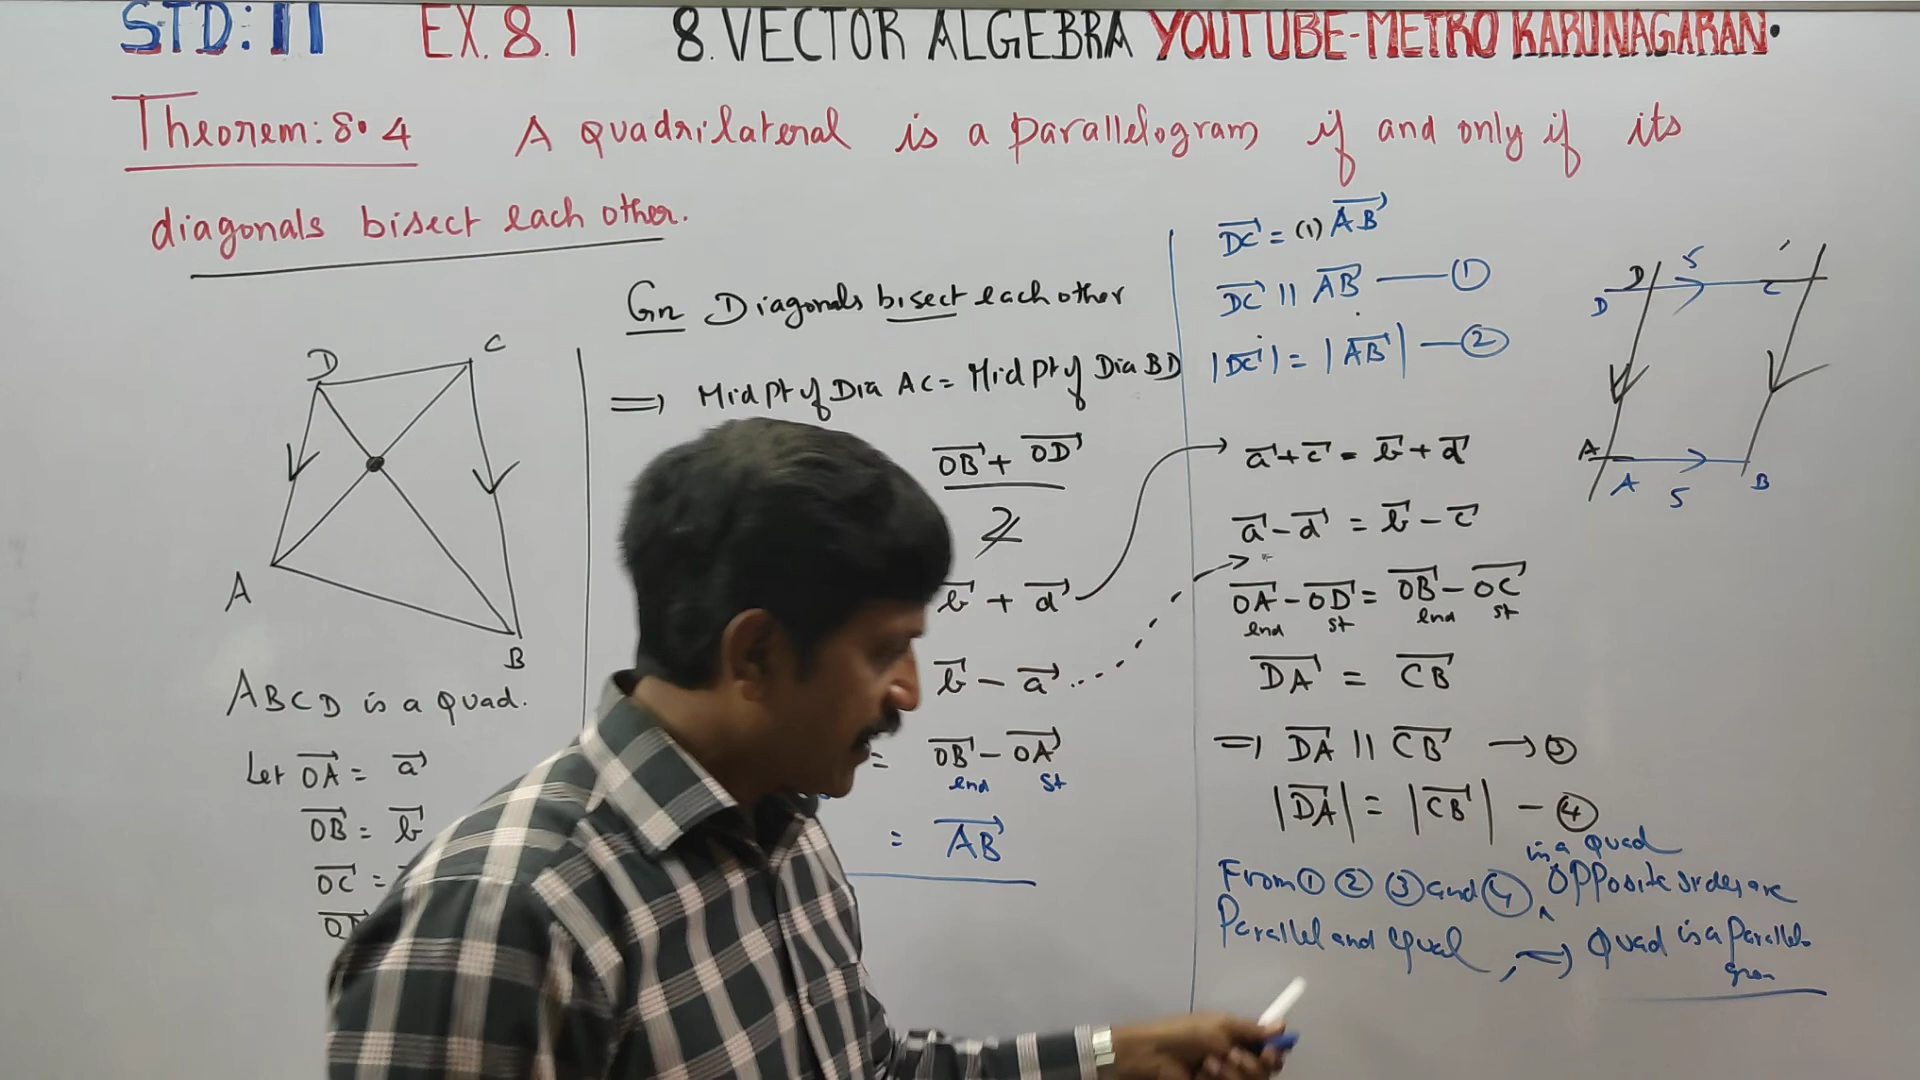 STD: 11 EX. 8.1 8. VECTOR ALGEBRA YOUTUBE-METRO KARUNAGARAN.
Theorem: 8.4 A quadrilateral is a parallelogram if and only if its
diagonals bisect each other.
D C
A B
ABCD is a quad.
Let OA⃗ = a⃗
OB⃗ = b⃗
OC⃗ =
Gn Diagonals bisect each other
⇒ Mid pt of Dia AC = Mid pt of Dia BD
OB⃗ + OD⃗
2
b⃗ + d⃗
b⃗ - a⃗
= OB⃗ - OA⃗
end st
= AB⃗
DC⃗ = (1) AB⃗
DC⃗ || AB⃗ — ①
|DC⃗| = |AB⃗| — ②
a⃗ + c⃗ = b⃗ + d⃗
a⃗ - d⃗ = b⃗ - c⃗
OA⃗ - OD⃗ = OB⃗ - OC⃗
end st end st
DA⃗ = CB⃗
⇒ DA⃗ || CB⃗ → ③
|DA⃗| = |CB⃗| - ④
in a quad
From ① ② ③ and ④ ^ opposite sides are
Parallel and equal, ⇒ Quad is a parallelo
gram
D 5
D C
A
A 5 B